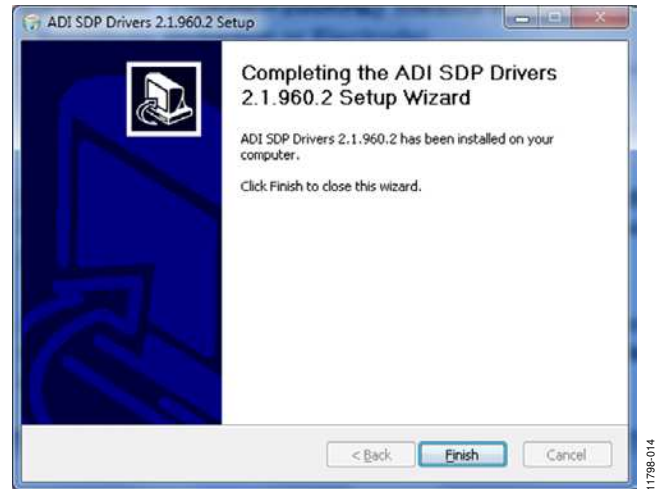 ADI SDP Drivers 2.1.960.2 Setup
Completing the ADI SDP Drivers
2.1.960.2 Setup Wizard
ADI SDP Drivers 2.1.960.2 has been installed on your
computer.
Click Finish to close this wizard.
< Back
Finish
Cancel
11798-014